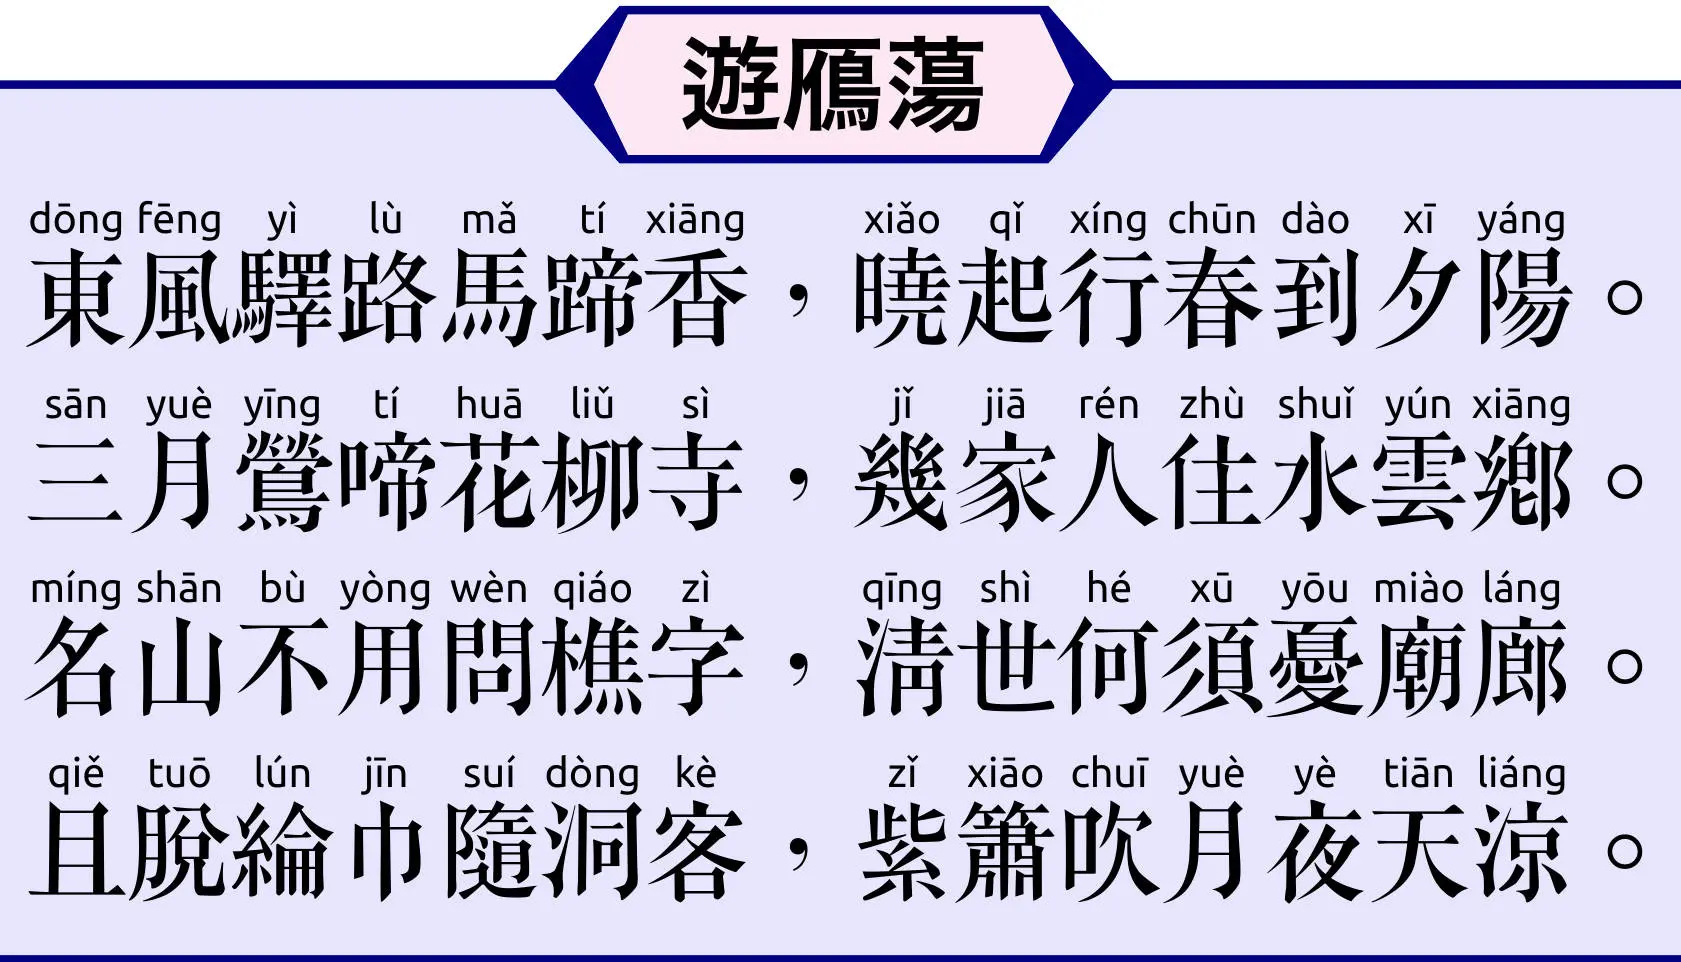 遊鴈蕩
dōng fēng yì lù mǎ tí xiāng xiǎo qǐ xíng chūn dào xī yáng
東風驛路馬蹄香，曉起行春到夕陽。
sān yuè yīng tí huā liǔ sì jǐ jiā rén zhù shuǐ yún xiāng
三月鶯啼花柳寺，幾家人住水雲鄉。
míng shān bù yòng wèn qiáo zì qīng shì hé xū yōu miào láng
名山不用問樵字，淸世何須憂廟廊。
qiě tuō lún jīn suí dòng kè zǐ xiāo chuī yuè yè tiān liáng
且脫綸巾隨洞客，紫簫吹月夜天涼。